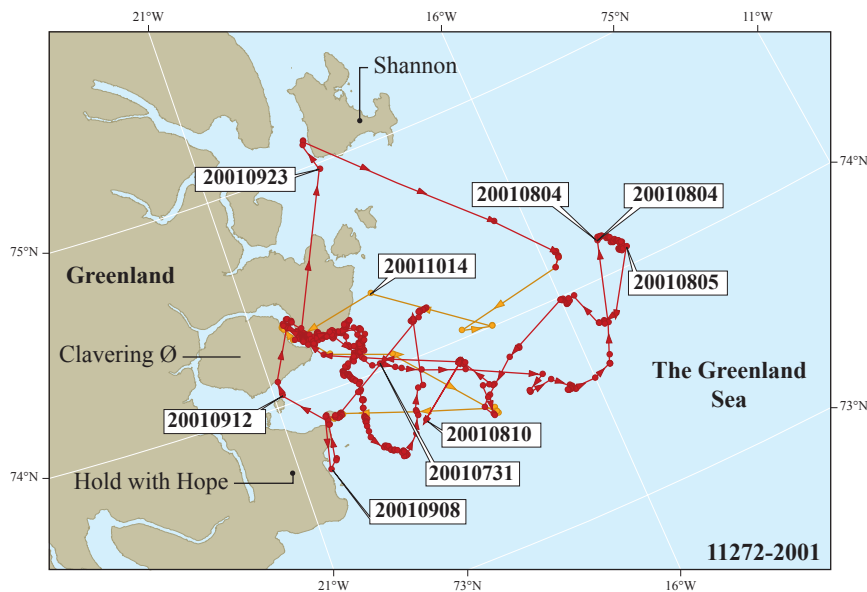 21°W
16°W
75°N
11°W
Shannon
74°N
20010923
20010804
20010804
75°N
20011014
Greenland
20010805
Clavering Ø
The Greenland
Sea
73°N
20010912
20010810
20010731
74°N
Hold with Hope
20010908
11272-2001
21°W
73°N
16°W